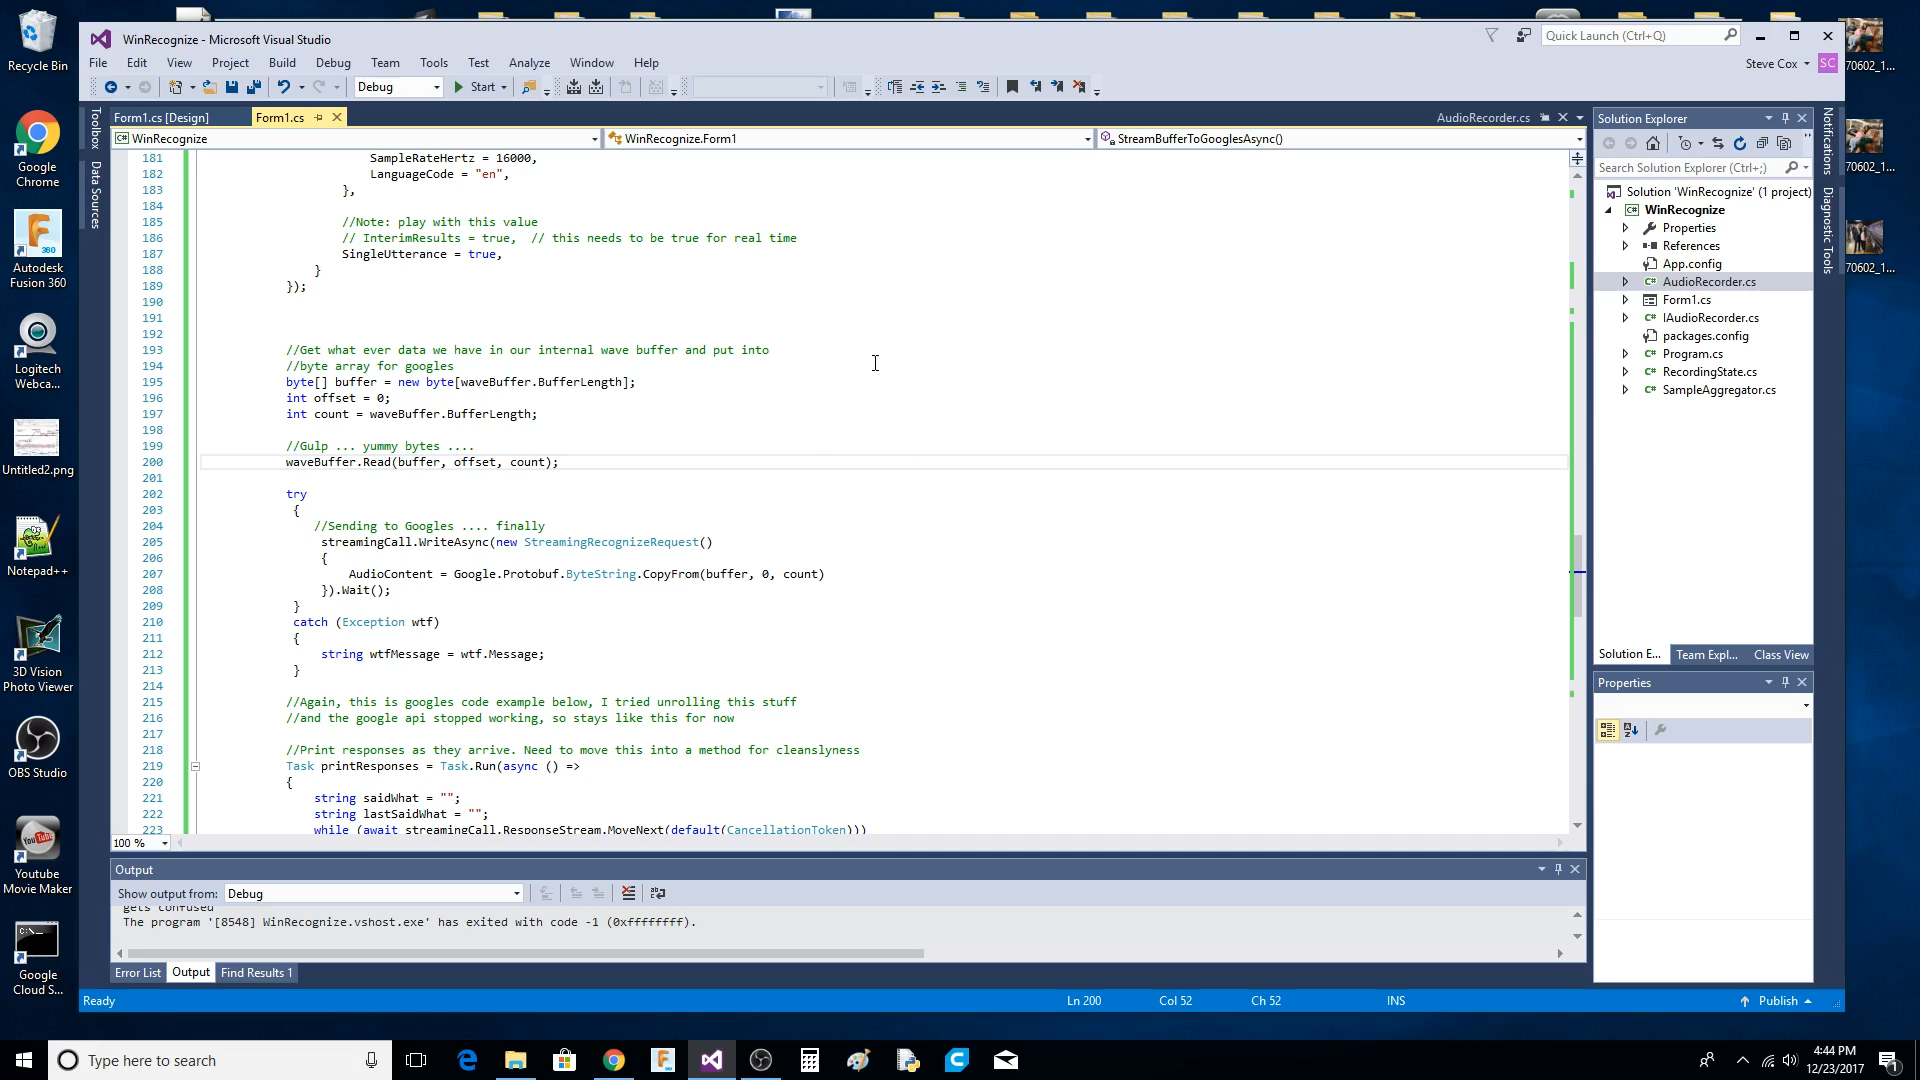 Recycle Bin
Google
Chrome
Autodesk
Fusion 360
Logitech
Webca...
Untitled2.png
Notepad++
3D Vision
Photo Viewer
OBS Studio
Youtube
Movie Maker
Google
Cloud S...
70602_1...
70602_1...
70602_1...
WinRecognize - Microsoft Visual Studio
Quick Launch (Ctrl+Q)
File Edit View Project Build Debug Team Tools Test Analyze Window Help
Steve Cox SC
Debug Start
Toolbox
Data Sources
Form1.cs [Design] Form1.cs AudioRecorder.cs
WinRecognize WinRecognize.Form1 StreamBufferToGooglesAsync()
181 SampleRateHertz = 16000,
182 LanguageCode = "en",
183 },
184
185 //Note: play with this value
186 // InterimResults = true, // this needs to be true for real time
187 SingleUtterance = true,
188 }
189 });
190
191
192
193 //Get what ever data we have in our internal wave buffer and put into
194 //byte array for googles
195 byte[] buffer = new byte[waveBuffer.BufferLength];
196 int offset = 0;
197 int count = waveBuffer.BufferLength;
198
199 //Gulp ... yummy bytes ....
200 waveBuffer.Read(buffer, offset, count);
201
202 try
203 {
204 //Sending to Googles .... finally
205 streamingCall.WriteAsync(new StreamingRecognizeRequest()
206 {
207 AudioContent = Google.Protobuf.ByteString.CopyFrom(buffer, 0, count)
208 }).Wait();
209 }
210 catch (Exception wtf)
211 {
212 string wtfMessage = wtf.Message;
213 }
214
215 //Again, this is googles code example below, I tried unrolling this stuff
216 //and the google api stopped working, so stays like this for now
217
218 //Print responses as they arrive. Need to move this into a method for cleanslyness
219 Task printResponses = Task.Run(async () =>
220 {
221 string saidWhat = "";
222 string lastSaidWhat = "";
223 while (await streamingCall.ResponseStream.MoveNext(default(CancellationToken)))
100 %
Output
Show output from: Debug
gets confused
The program '[8548] WinRecognize.vshost.exe' has exited with code -1 (0xffffffff).
Error List Output Find Results 1
Ready Ln 200 Col 52 Ch 52 INS Publish
Solution Explorer
Search Solution Explorer (Ctrl+;)
Solution 'WinRecognize' (1 project)
C# WinRecognize
Properties
References
App.config
C# AudioRecorder.cs
Form1.cs
C# IAudioRecorder.cs
packages.config
C# Program.cs
C# RecordingState.cs
C# SampleAggregator.cs
Solution E... Team Expl... Class View
Properties
Notifications
Diagnostic Tools
Type here to search
4:44 PM
12/23/2017
1